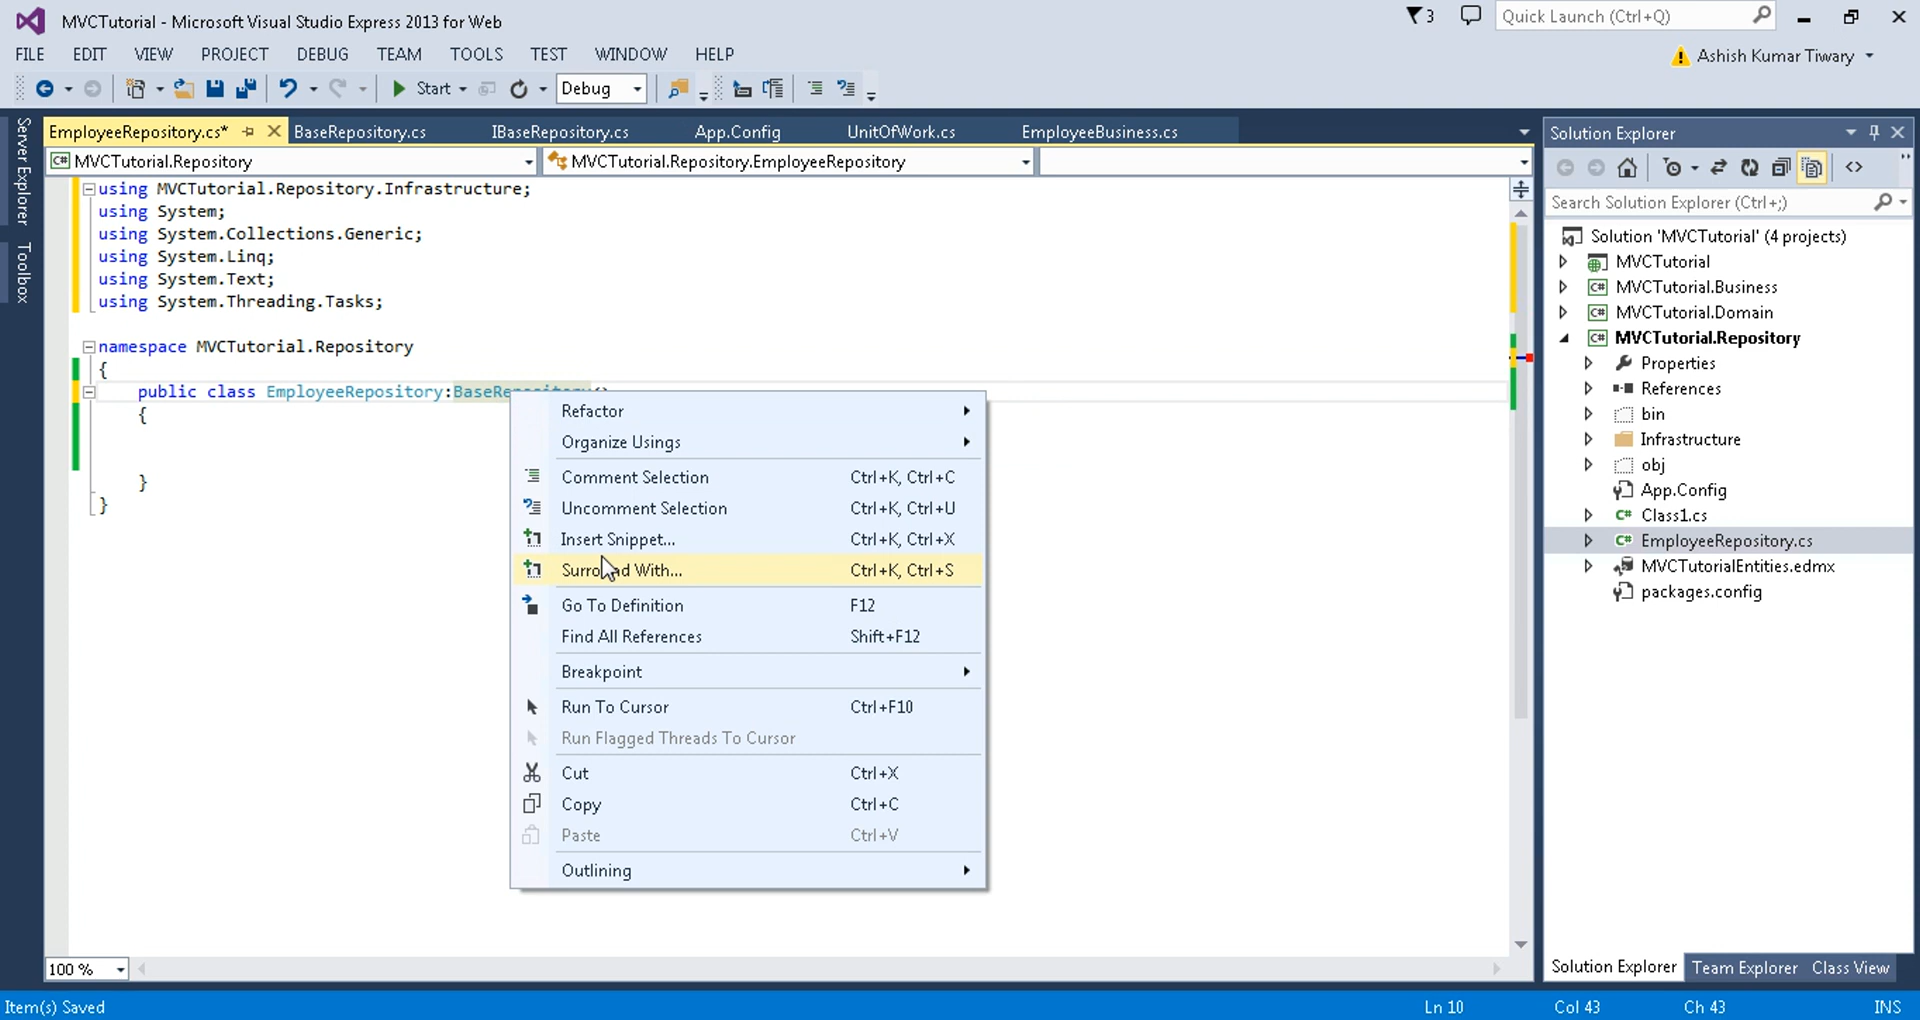 MVCTutorial - Microsoft Visual Studio Express 2013 for Web
3
Quick Launch (Ctrl+Q)
FILE EDIT VIEW PROJECT DEBUG TEAM TOOLS TEST WINDOW HELP
Ashish Kumar Tiwary
Start Debug
Server Explorer
Toolbox
EmployeeRepository.cs* BaseRepository.cs IBaseRepository.cs App.Config UnitOfWork.cs EmployeeBusiness.cs
C# MVCTutorial.Repository MVCTutorial.Repository.EmployeeRepository
using MVCTutorial.Repository.Infrastructure;
using System;
using System.Collections.Generic;
using System.Linq;
using System.Text;
using System.Threading.Tasks;
namespace MVCTutorial.Repository
{
public class EmployeeRepository:BaseRepository
{
}
}
Refactor
Organize Usings
Comment Selection Ctrl+K, Ctrl+C
Uncomment Selection Ctrl+K, Ctrl+U
Insert Snippet... Ctrl+K, Ctrl+X
Surround With... Ctrl+K, Ctrl+S
Go To Definition F12
Find All References Shift+F12
Breakpoint
Run To Cursor Ctrl+F10
Run Flagged Threads To Cursor
Cut Ctrl+X
Copy Ctrl+C
Paste Ctrl+V
Outlining
100 %
Solution Explorer
Search Solution Explorer (Ctrl+;)
Solution 'MVCTutorial' (4 projects)
MVCTutorial
C# MVCTutorial.Business
C# MVCTutorial.Domain
C# MVCTutorial.Repository
Properties
References
bin
Infrastructure
obj
App.Config
C# Class1.cs
C# EmployeeRepository.cs
MVCTutorialEntities.edmx
packages.config
Solution Explorer Team Explorer Class View
Item(s) Saved Ln 10 Col 43 Ch 43 INS